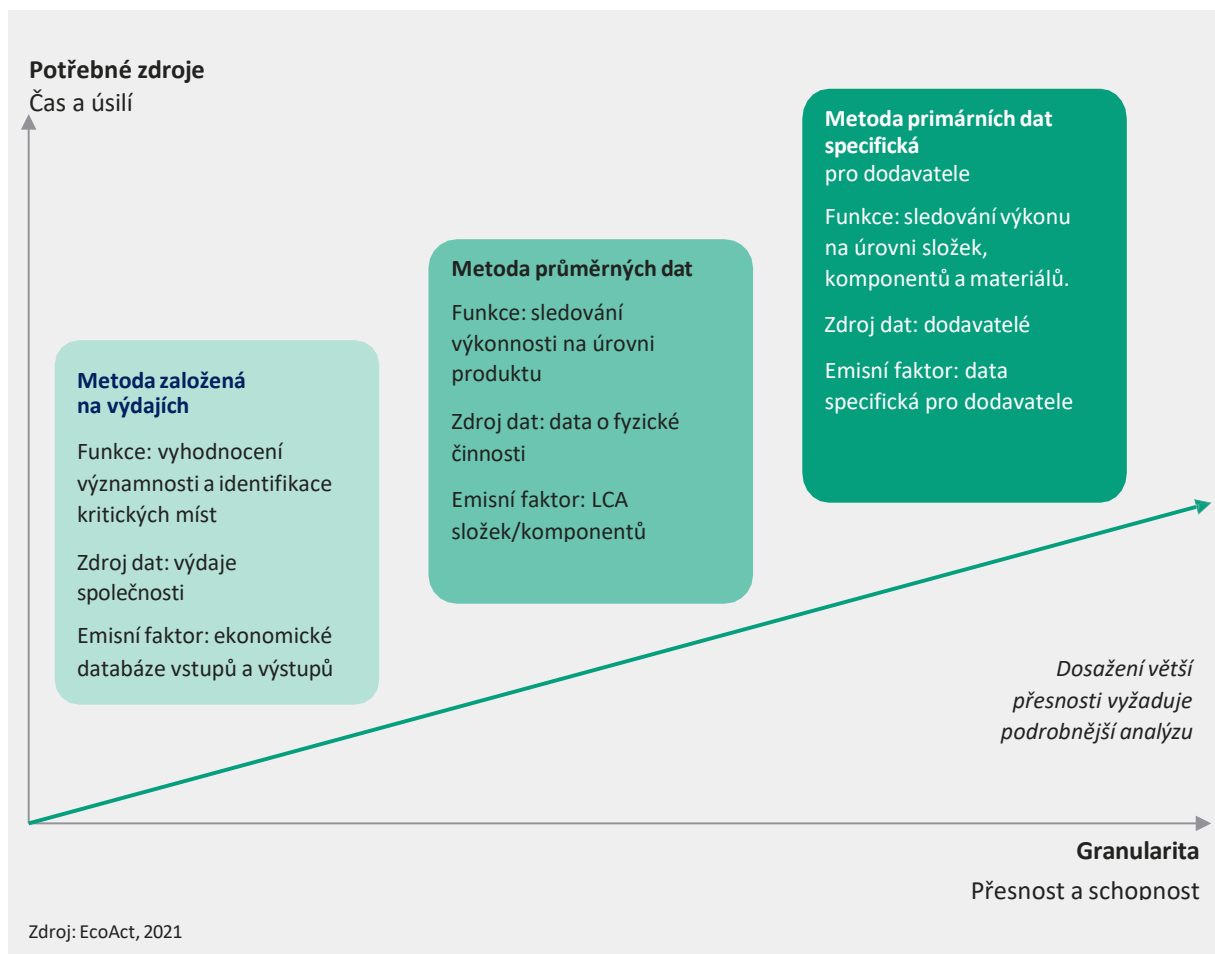 Potřebné zdroje
Čas a úsilí
Metoda založená
na výdajích
Funkce: vyhodnocení
významnosti a identifikace
kritických míst
Zdroj dat: výdaje
společnosti
Emisní faktor: ekonomické
databáze vstupů a výstupů
Metoda průměrných dat
Funkce: sledování
výkonnosti na úrovni
produktu
Zdroj dat: data o fyzické
činnosti
Emisní faktor: LCA
složek/komponentů
Metoda primárních dat
specifická
pro dodavatele
Funkce: sledování výkonu
na úrovni složek,
komponentů a materiálů.
Zdroj dat: dodavatelé
Emisní faktor: data
specifická pro dodavatele
Dosažení větší
přesnosti vyžaduje
podrobnější analýzu
Granularita
Přesnost a schopnost
Zdroj: EcoAct, 2021